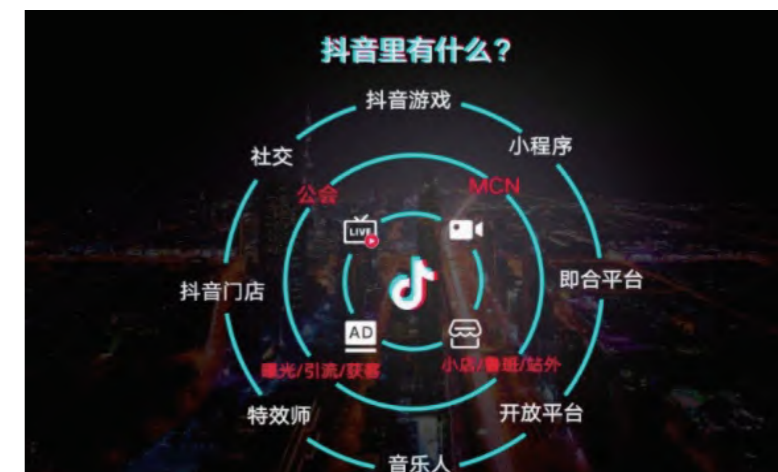 抖音里有什么?
抖音游戏
社交
小程序
公会
MCN
LIVE
抖音门店
即合平台
AD
曝光/引流/获客
小店/鲁班/站外
特效师
开放平台
音乐人